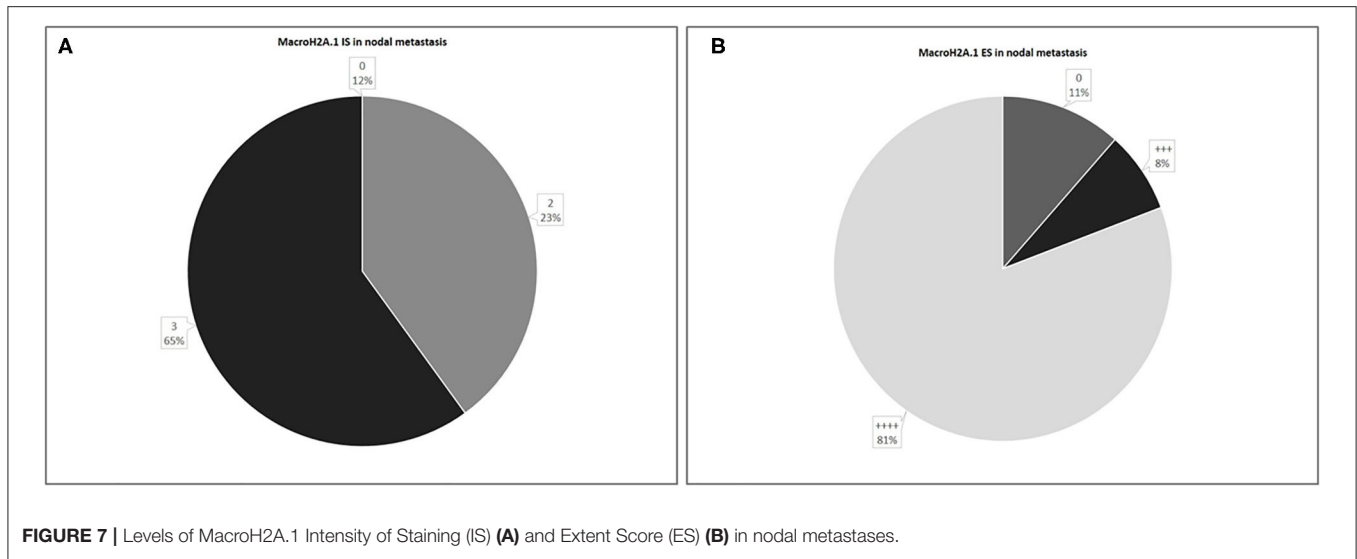 A
MacroH2A.1 IS in nodal metastasis
0
12%
2
23%
3
65%
B
MacroH2A.1 ES in nodal metastasis
0
11%
+++
8%
++++
81%
FIGURE 7 | Levels of MacroH2A.1 Intensity of Staining (IS) (A) and Extent Score (ES) (B) in nodal metastases.